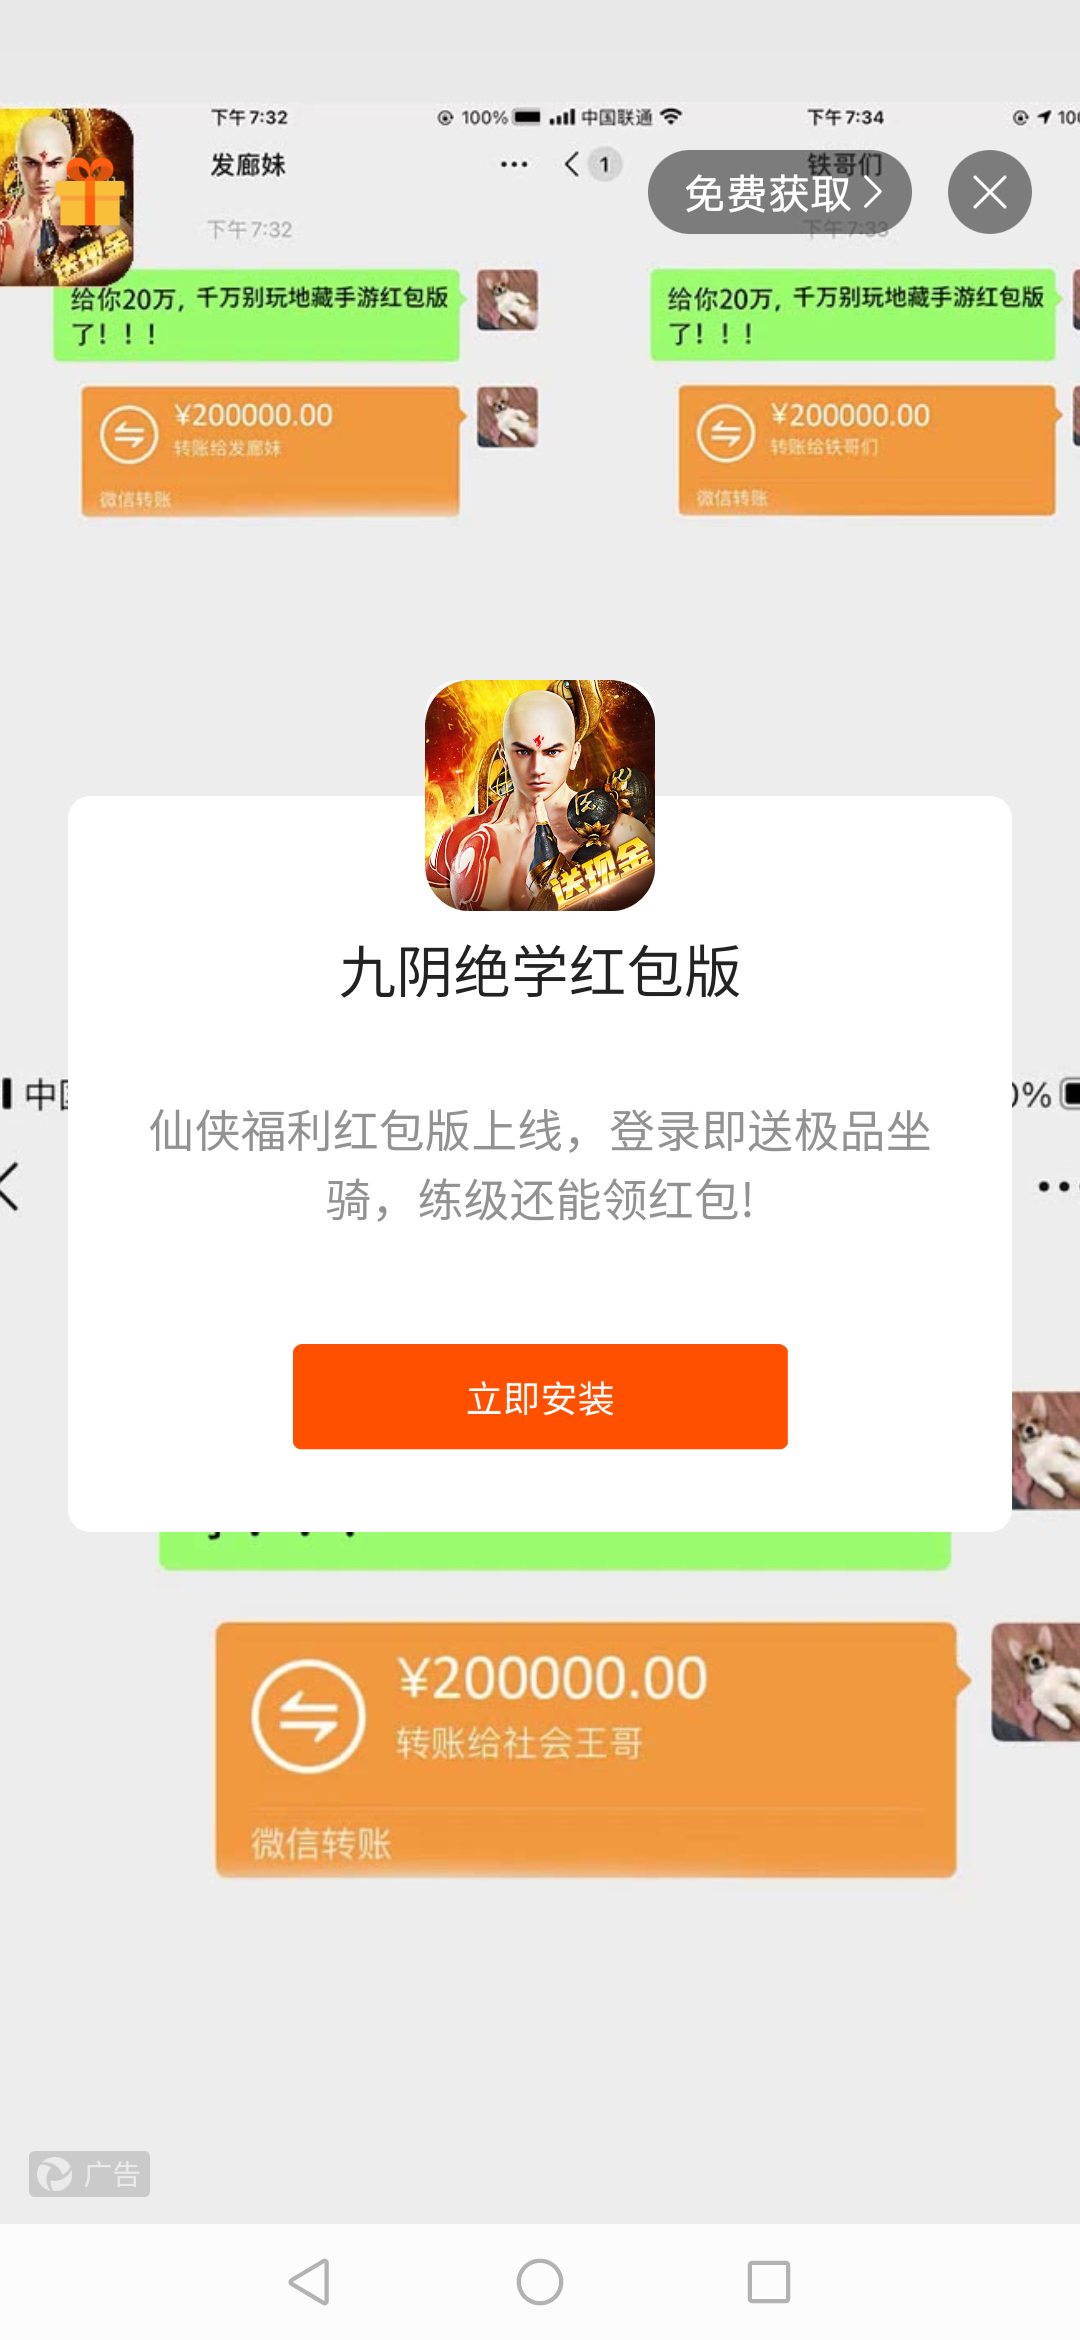 下午7:32
100%
中国联通
下午7:34
100
发廊妹
1
铁哥们
免费获取
下午7:32
下午7:33
送现金
给你20万，千万别玩地藏手游红包版
了！！！
给你20万，千万别玩地藏手游红包版
了！！！
¥200000.00
转账给发廊妹
微信转账
¥200000.00
转账给铁哥们
微信转账
送现金
九阴绝学红包版
中国
0%
仙侠福利红包版上线，登录即送极品坐
骑，练级还能领红包!
立即安装
¥200000.00
转账给社会王哥
微信转账
广告